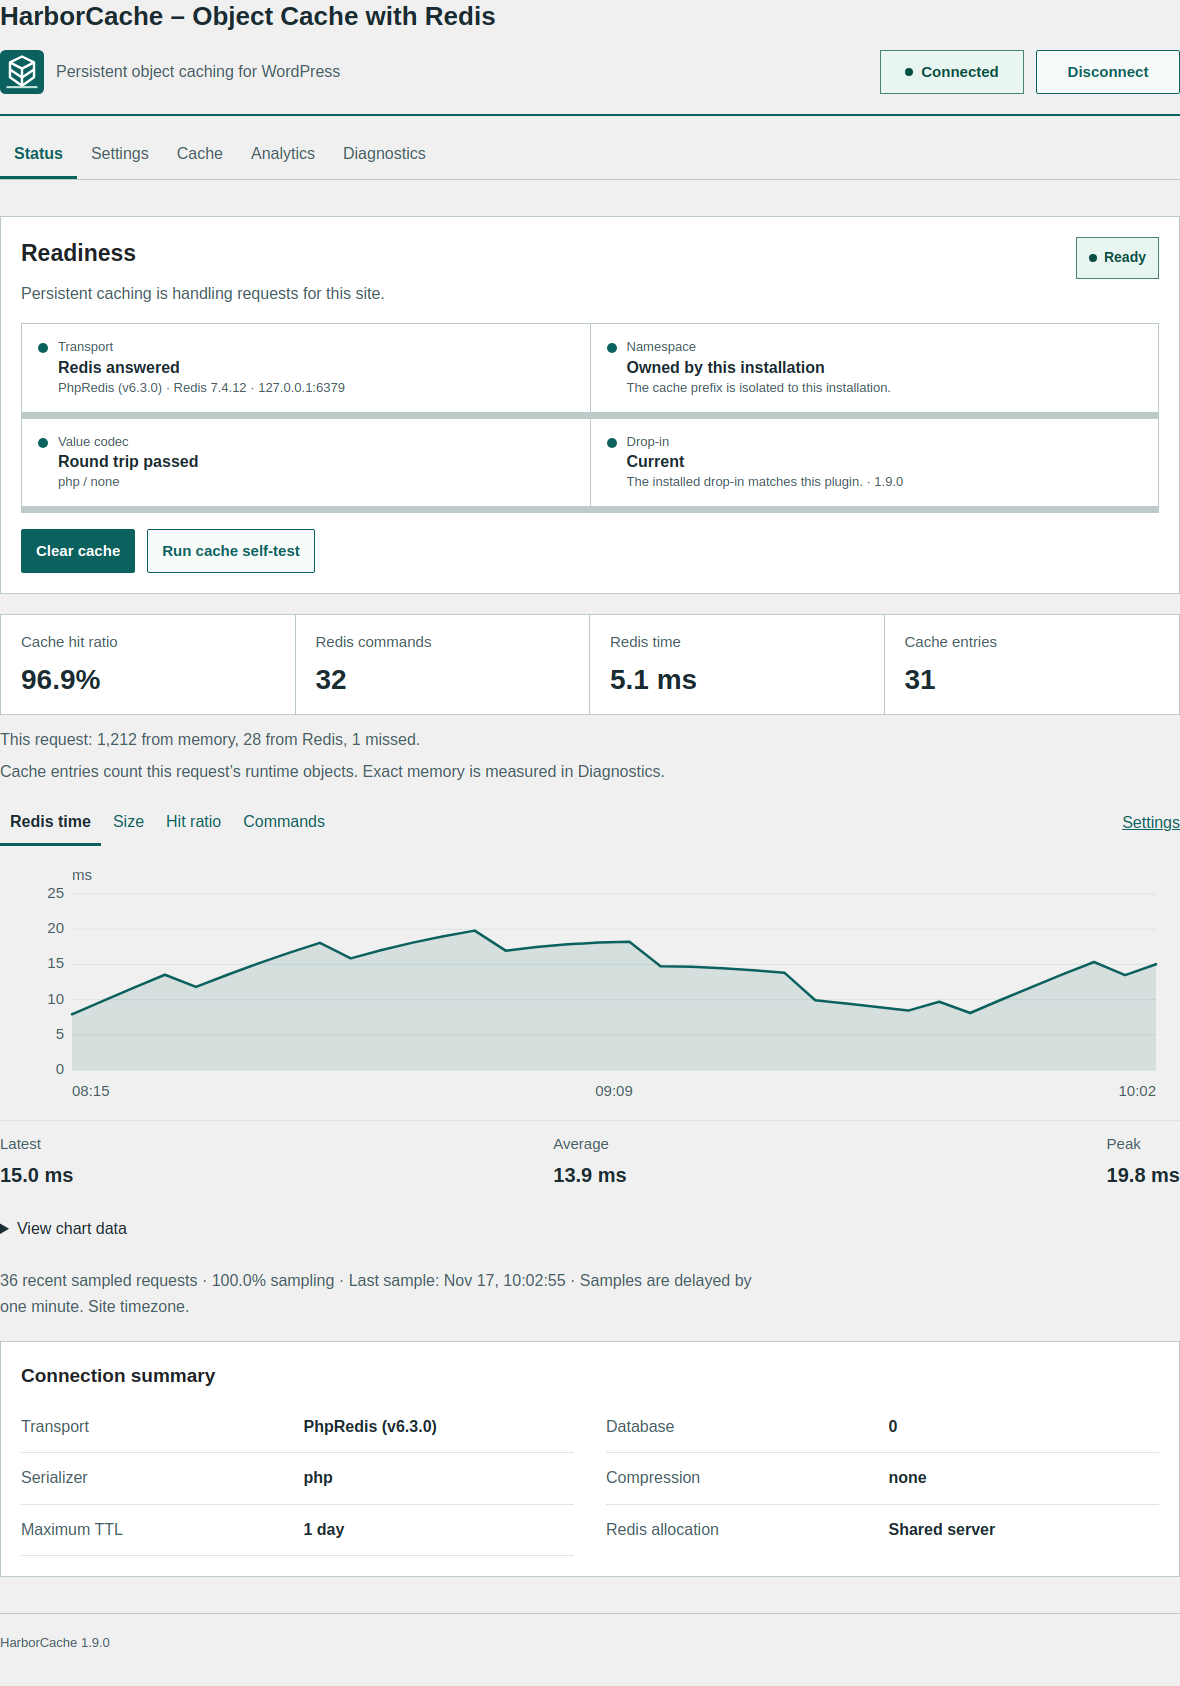 HarborCache – Object Cache with Redis
Persistent object caching for WordPress
Connected
Disconnect
Status
Settings
Cache
Analytics
Diagnostics
Readiness
Ready
Persistent caching is handling requests for this site.
Transport
Redis answered
PhpRedis (v6.3.0) · Redis 7.4.12 · 127.0.0.1:6379
Namespace
Owned by this installation
The cache prefix is isolated to this installation.
Value codec
Round trip passed
php / none
Drop-in
Current
The installed drop-in matches this plugin. · 1.9.0
Clear cache
Run cache self-test
Cache hit ratio
96.9%
Redis commands
32
Redis time
5.1 ms
Cache entries
31
This request: 1,212 from memory, 28 from Redis, 1 missed.
Cache entries count this request’s runtime objects. Exact memory is measured in Diagnostics.
Redis time
Size
Hit ratio
Commands
Settings
ms
25
20
15
10
5
0
08:15
09:09
10:02
Latest
15.0 ms
Average
13.9 ms
Peak
19.8 ms
View chart data
36 recent sampled requests · 100.0% sampling · Last sample: Nov 17, 10:02:55 · Samples are delayed by
one minute. Site timezone.
Connection summary
Transport
PhpRedis (v6.3.0)
Database
0
Serializer
php
Compression
none
Maximum TTL
1 day
Redis allocation
Shared server
HarborCache 1.9.0